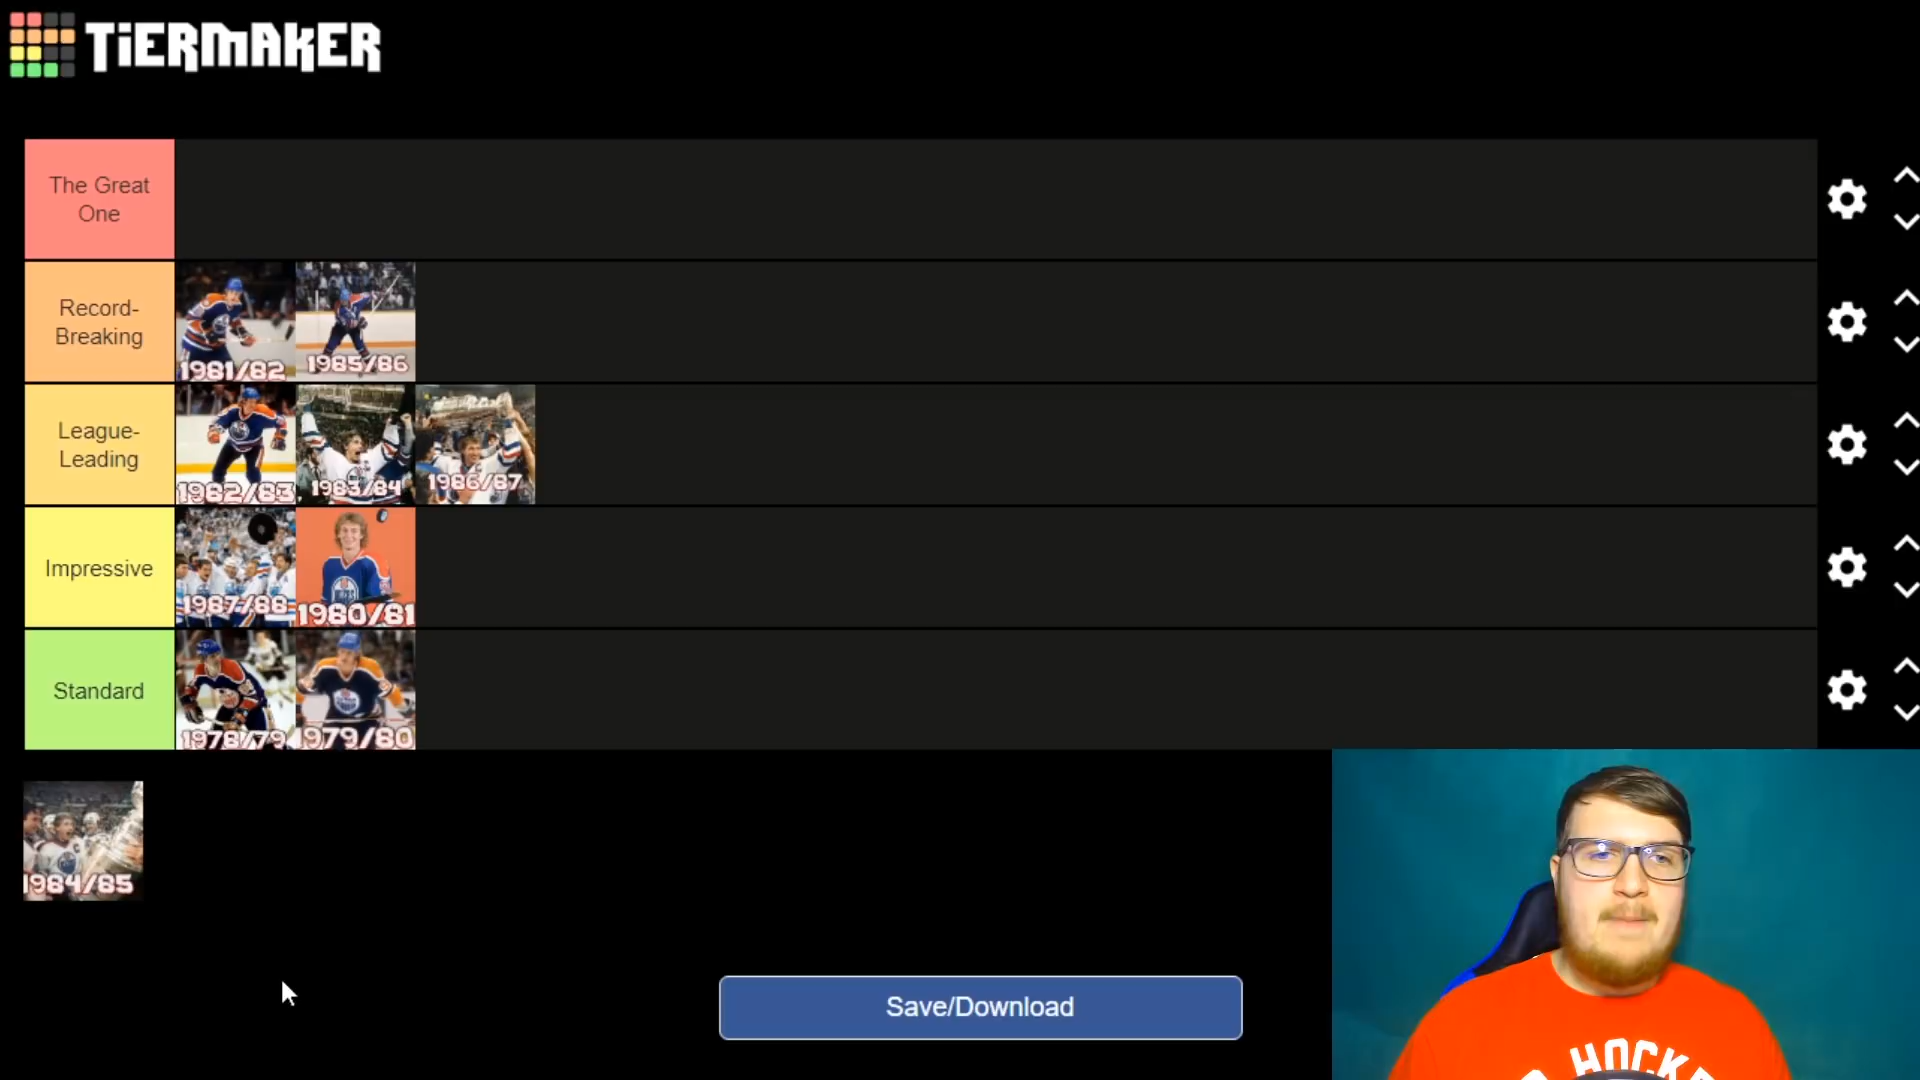 TiERMAKER
The Great
One
Record-
Breaking
1981/82
1985/86
League-
Leading
1982/83
1983/84
1986/87
Impressive
1987/88
1980/81
Standard
1978/79
1979/80
1984/85
Save/Download
HOCKE